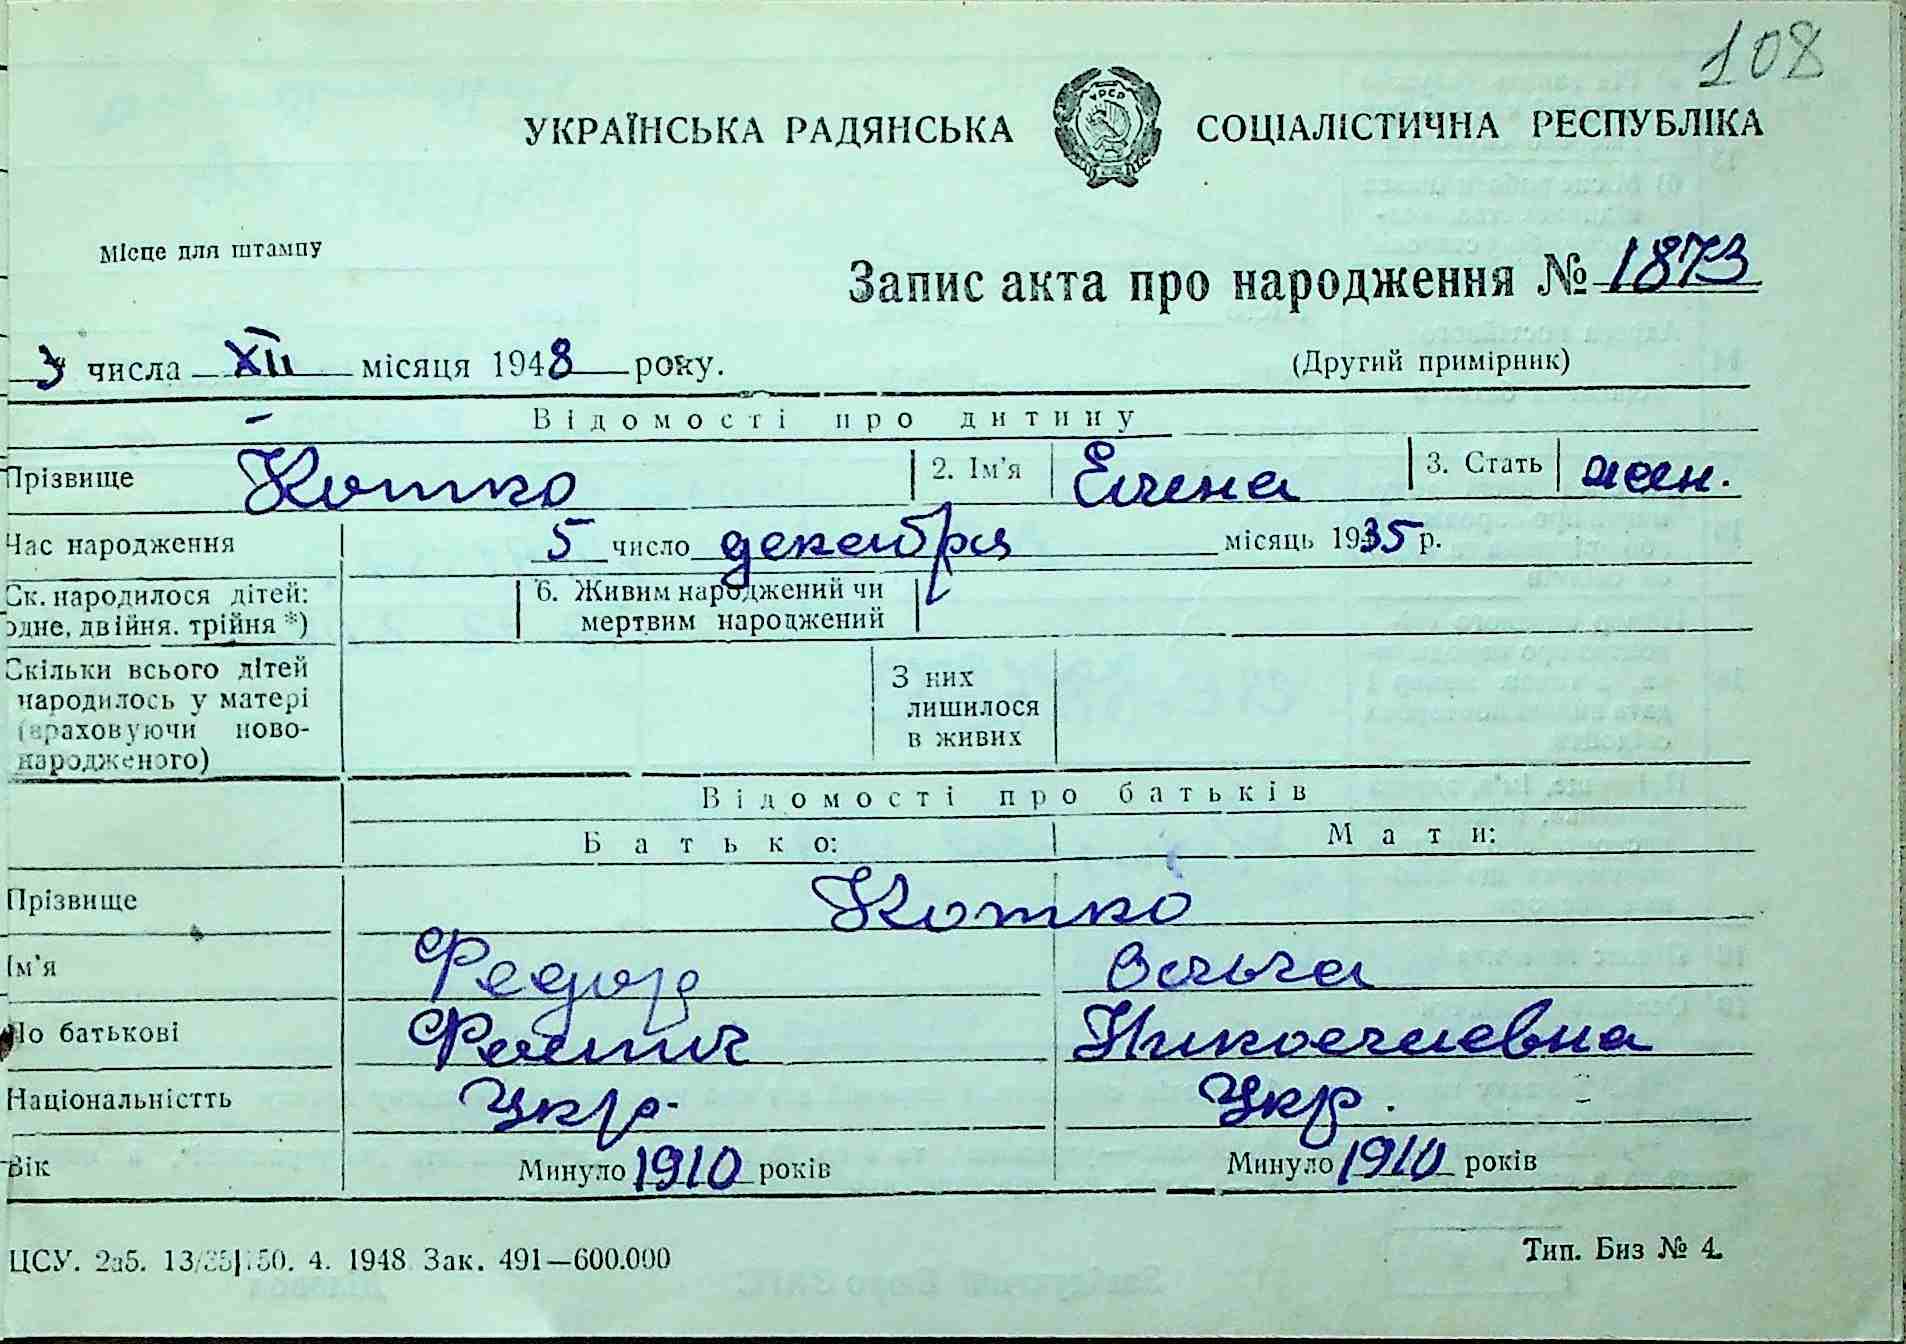 108
УКРАЇНСЬКА РАДЯНСЬКА СОЦІАЛІСТИЧНА РЕСПУБЛІКА
УРСР
Місце для штампу
Запис акта про народження № 1873
3 числа XII місяця 1948 року.
(Другий примірник)
Відомості про дитину
Прізвище Котко 2. Ім'я Елена 3. Стать жен.
Час народження 5 число декабря місяць 1935 р.
Ск. народилося дітей: одне, двійня, трійня *)
6. Живим народжений чи мертвим народжений
Скільки всього дітей народилось у матері (враховуючи новонародженого)
З них лишилося в живих
Відомості про батьків
Батько: Мати:
Прізвище Котко
Ім'я Федор Ольга
По батькові Николаевна
Національністть Укр. Укр.
Вік Минуло 1910 років Минуло 1910 років
ЦСУ. 2а5. 4. 1948 Зак. 491—600.000
Тип. Биз № 4.